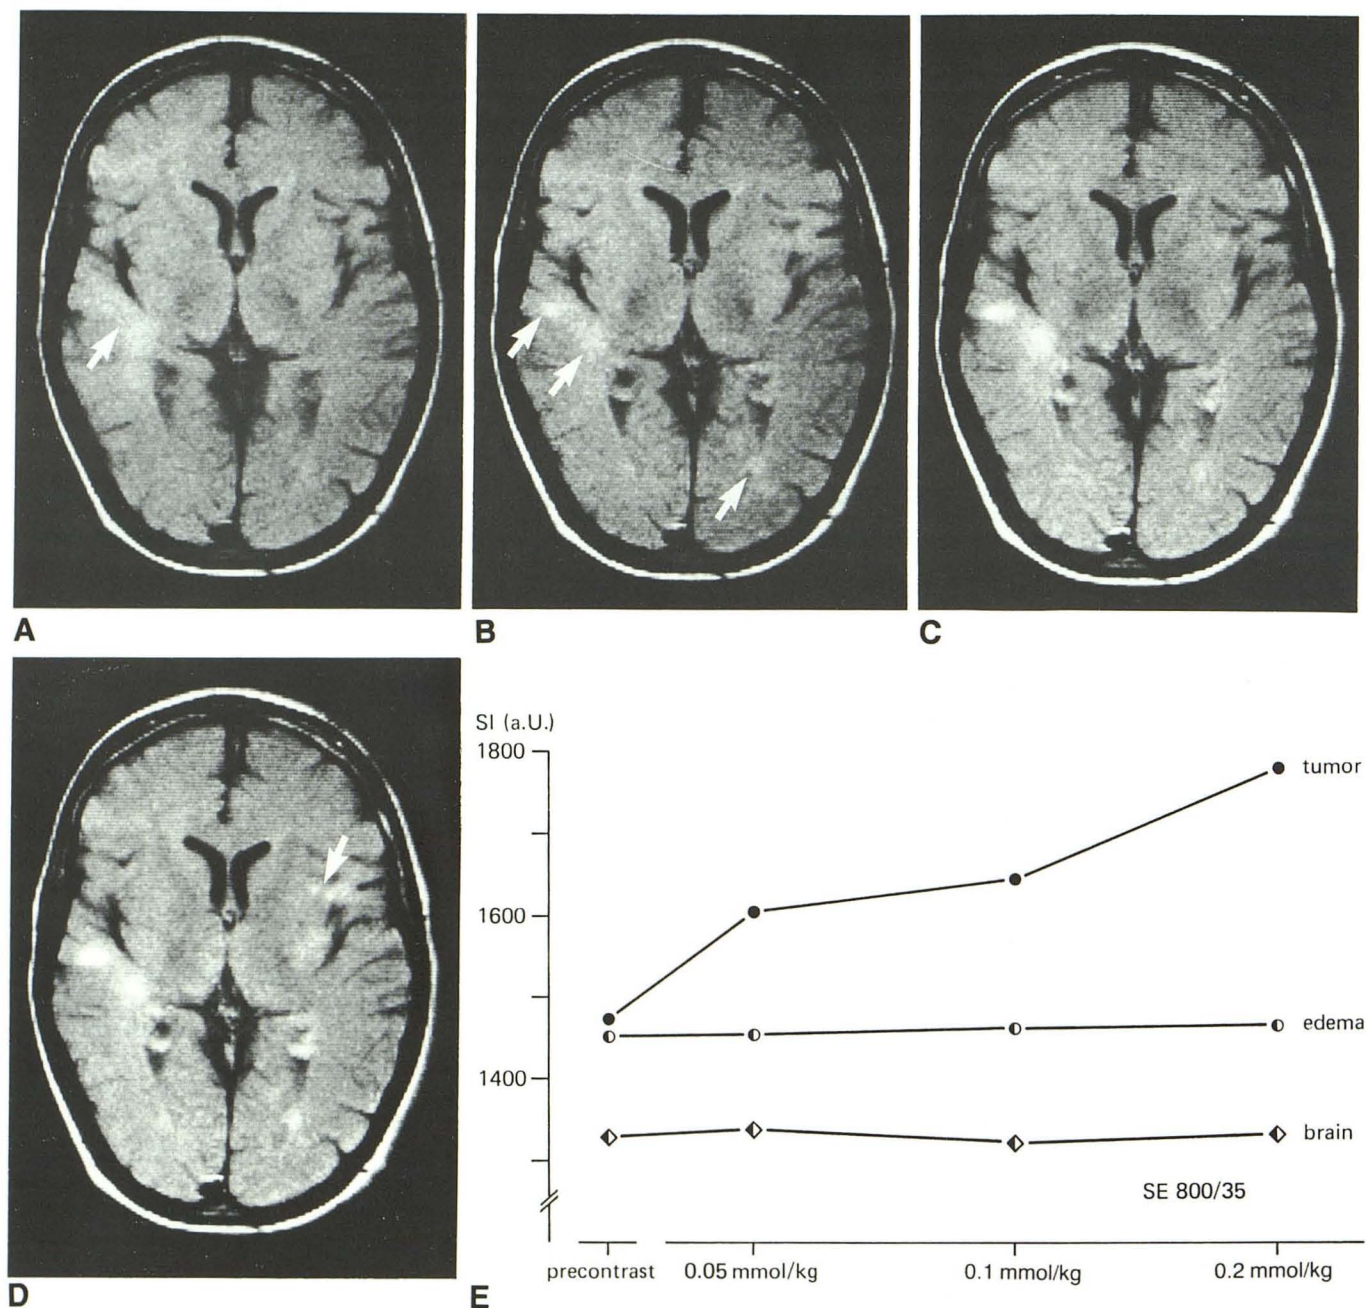 A
B
C
D
E
SI (a.U.)
1800
1600
1400
tumor
edema
brain
SE 800/35
precontrast 0.05 mmol/kg 0.1 mmol/kg 0.2 mmol/kg